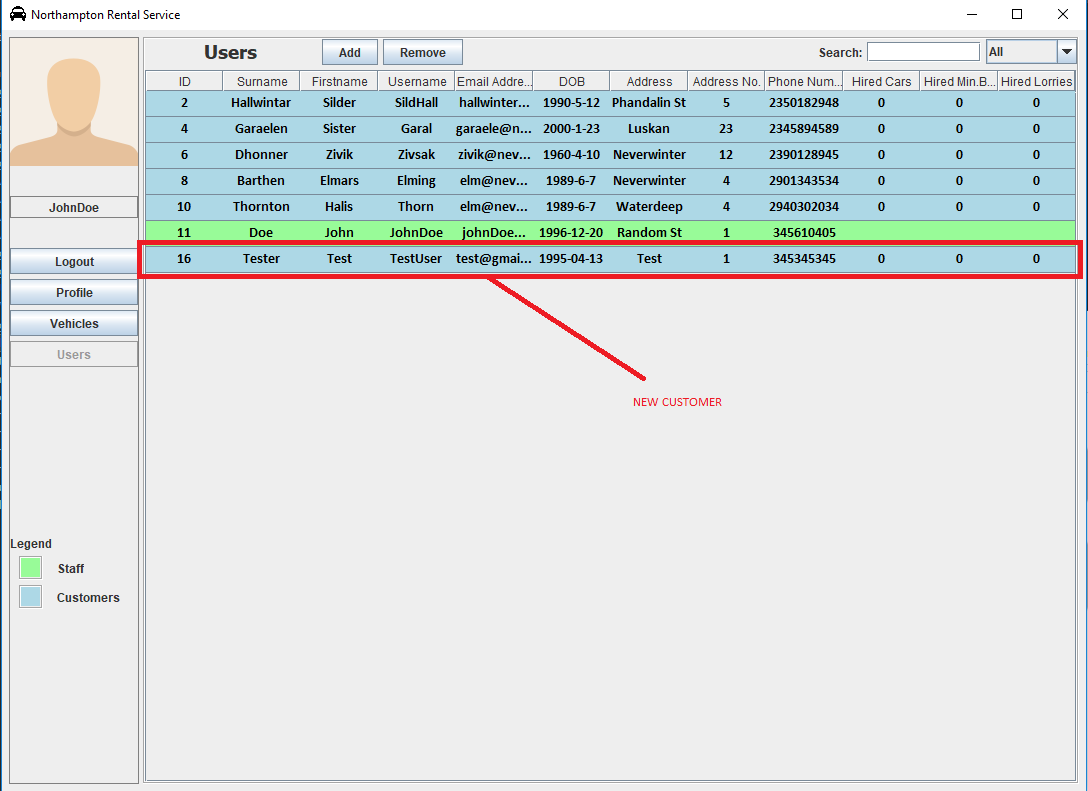 Northampton Rental Service
Users Add Remove Search: All
ID Surname Firstname Username Email Addre... DOB Address Address No. Phone Num... Hired Cars Hired Min.B... Hired Lorries
2 Hallwintar Silder SildHall hallwinter... 1990-5-12 Phandalin St 5 2350182948 0 0 0
4 Garaelen Sister Garal garaele@n... 2000-1-23 Luskan 23 2345894589 0 0 0
6 Dhonner Zivik Zivsak zivik@nev... 1960-4-10 Neverwinter 12 2390128945 0 0 0
8 Barthen Elmars Elming elm@nev... 1989-6-7 Neverwinter 4 2901343534 0 0 0
10 Thornton Halis Thorn elm@nev... 1989-6-7 Waterdeep 4 2940302034 0 0 0
11 Doe John JohnDoe johnDoe... 1996-12-20 Random St 1 345610405
16 Tester Test TestUser test@gmai... 1995-04-13 Test 1 345345345 0 0 0
NEW CUSTOMER
JohnDoe
Logout
Profile
Vehicles
Users
Legend
Staff
Customers